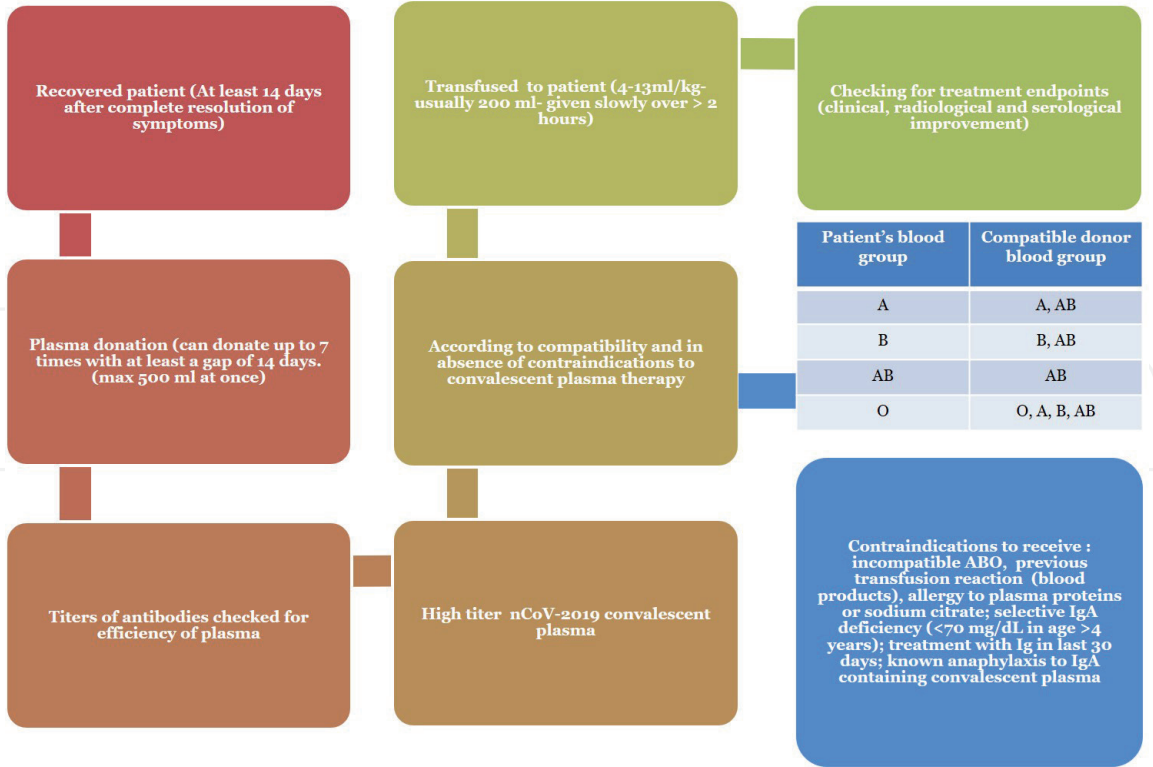 Recovered patient (At least 14 days
after complete resolution of
symptoms)
Plasma donation (can donate up to 7
times with at least a gap of 14 days.
(max 500 ml at once)
Titers of antibodies checked for
efficiency of plasma
High titer  nCoV-2019 convalescent
plasma
According to compatibility and in
absence of contraindications to
convalescent plasma therapy
Transfused  to patient (4-13ml/kg-
usually 200 ml- given slowly over > 2
hours)
Checking for treatment endpoints
(clinical, radiological and serological
improvement)
Patient's blood group | Compatible donor blood group
A | A, AB
B | B, AB
AB | AB
O | O, A, B, AB
Contraindications to receive :
incompatible ABO,  previous
transfusion reaction  (blood
products), allergy to plasma proteins
or sodium citrate; selective IgA
deficiency (<70 mg/dL in age >4
years); treatment with Ig in last 30
days; known anaphylaxis to IgA
containing convalescent plasma